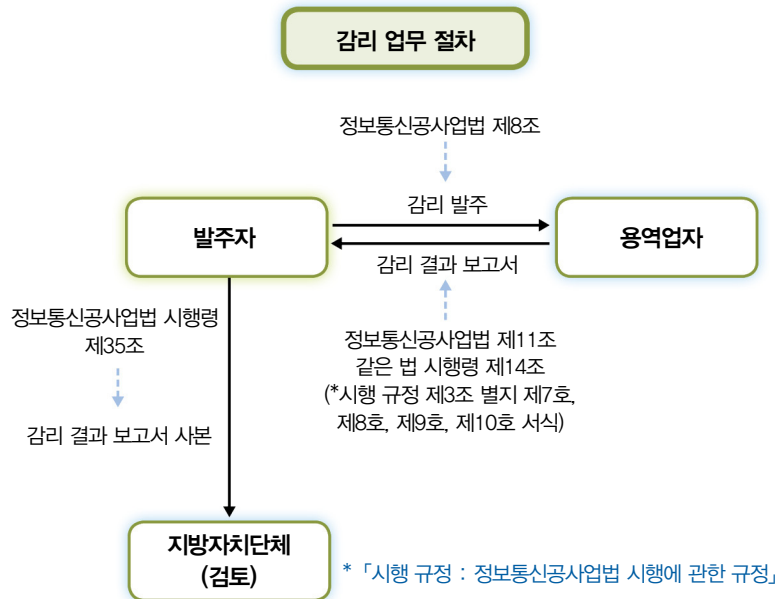 감리 업무 절차
정보통신공사업법 제8조
감리 발주
발주자
용역업자
감리 결과 보고서
정보통신공사업법 시행령
제35조
정보통신공사업법 제11조
같은 법 시행령 제14조
(*시행 규정 제3조 별지 제7호,
제8호, 제9호, 제10호 서식)
감리 결과 보고서 사본
지방자치단체
(검토)
* 「시행 규정 : 정보통신공사업법 시행에 관한 규정」